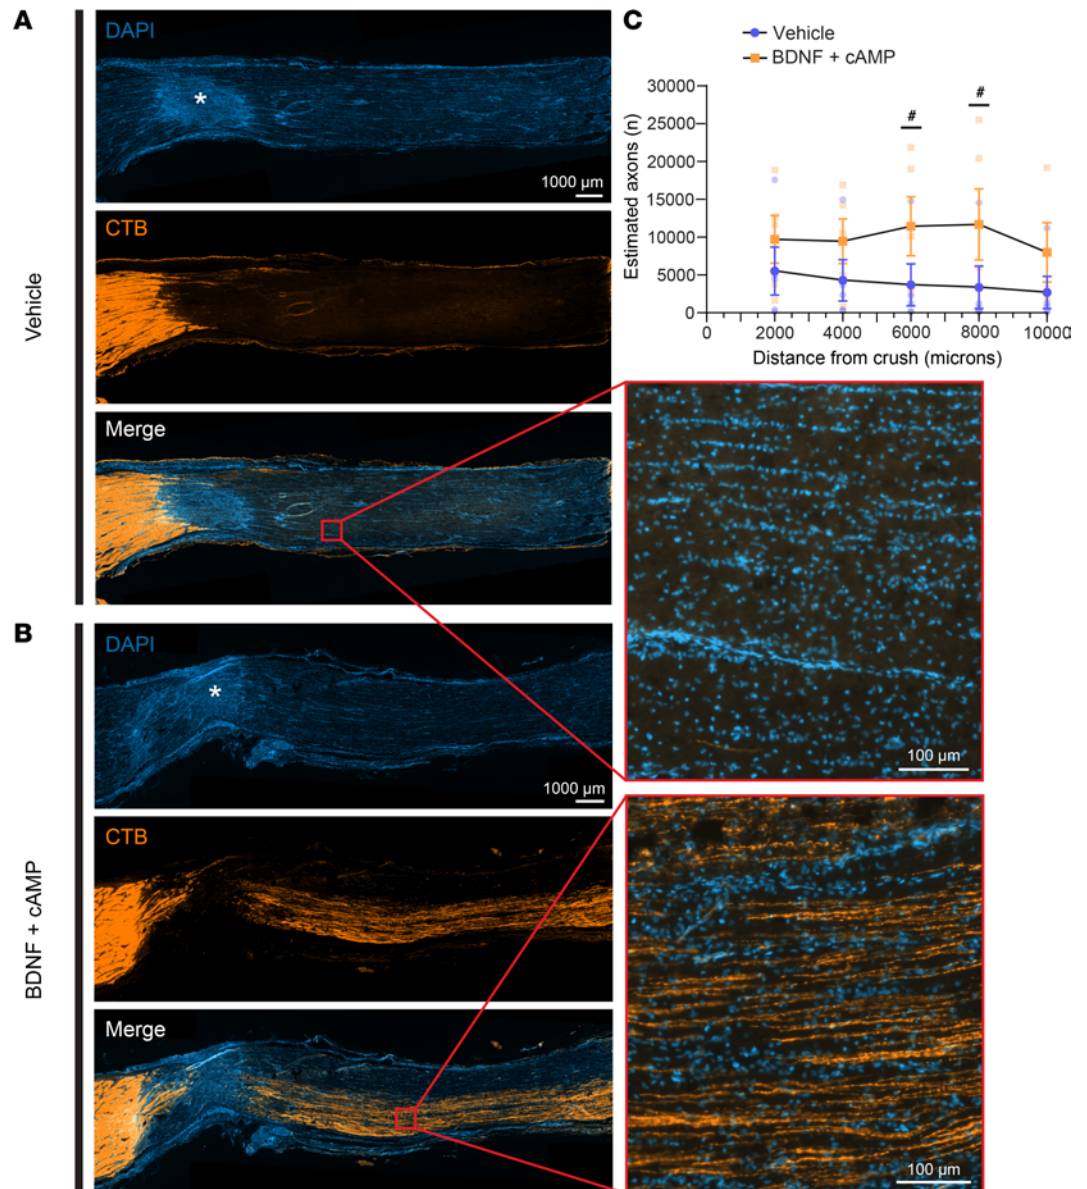 A
DAPI
*
1000 µm
CTB
Merge
Vehicle
B
DAPI
*
1000 µm
CTB
Merge
BDNF + cAMP
C
Vehicle
BDNF + cAMP
#
#
30000
25000
20000
15000
10000
5000
0
Estimated axons (n)
0 2000 4000 6000 8000 10000
Distance from crush (microns)
100 µm
100 µm